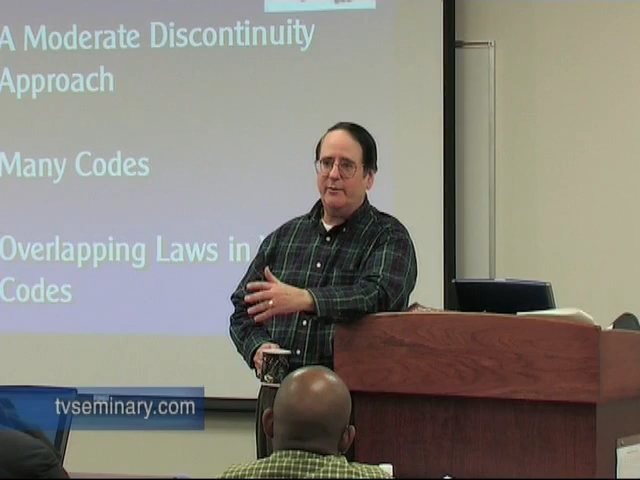 A Moderate Discontinuity
Approach
Many Codes
Overlapping Laws in
Codes
tvseminary.com